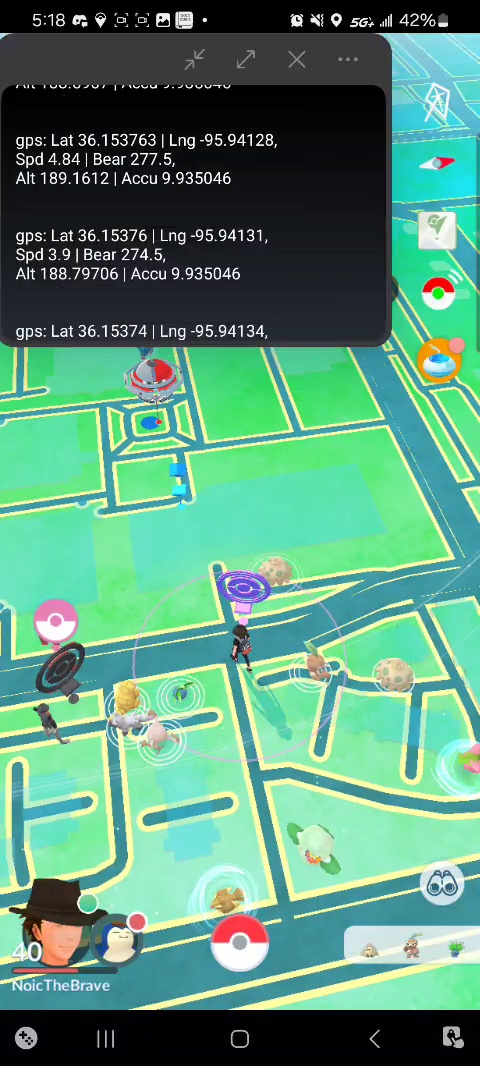 5:18
5G+
42%
gps: Lat 36.153763 | Lng -95.94128,
Spd 4.84 | Bear 277.5,
Alt 189.1612 | Accu 9.935046
gps: Lat 36.15376 | Lng -95.94131,
Spd 3.9 | Bear 274.5,
Alt 188.79706 | Accu 9.935046
gps: Lat 36.15374 | Lng -95.94134,
40
NoicTheBrave